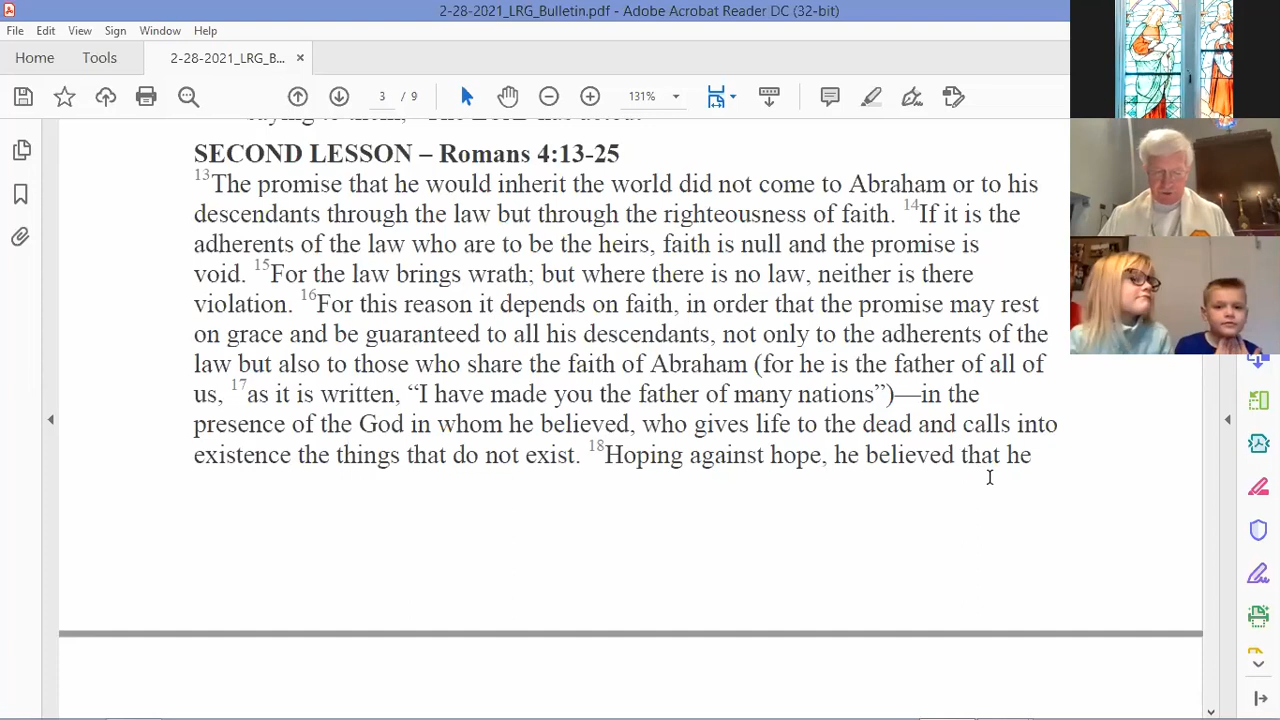 2-28-2021_LRG_Bulletin.pdf - Adobe Acrobat Reader DC (32-bit)
File Edit View Sign Window Help
Home Tools 2-28-2021_LRG_B... ×
3 / 9 131%
SECOND LESSON – Romans 4:13-25
13The promise that he would inherit the world did not come to Abraham or to his
descendants through the law but through the righteousness of faith. 14If it is the
adherents of the law who are to be the heirs, faith is null and the promise is
void. 15For the law brings wrath; but where there is no law, neither is there
violation. 16For this reason it depends on faith, in order that the promise may rest
on grace and be guaranteed to all his descendants, not only to the adherents of the
law but also to those who share the faith of Abraham (for he is the father of all of
us, 17as it is written, “I have made you the father of many nations”)—in the
presence of the God in whom he believed, who gives life to the dead and calls into
existence the things that do not exist. 18Hoping against hope, he believed that he